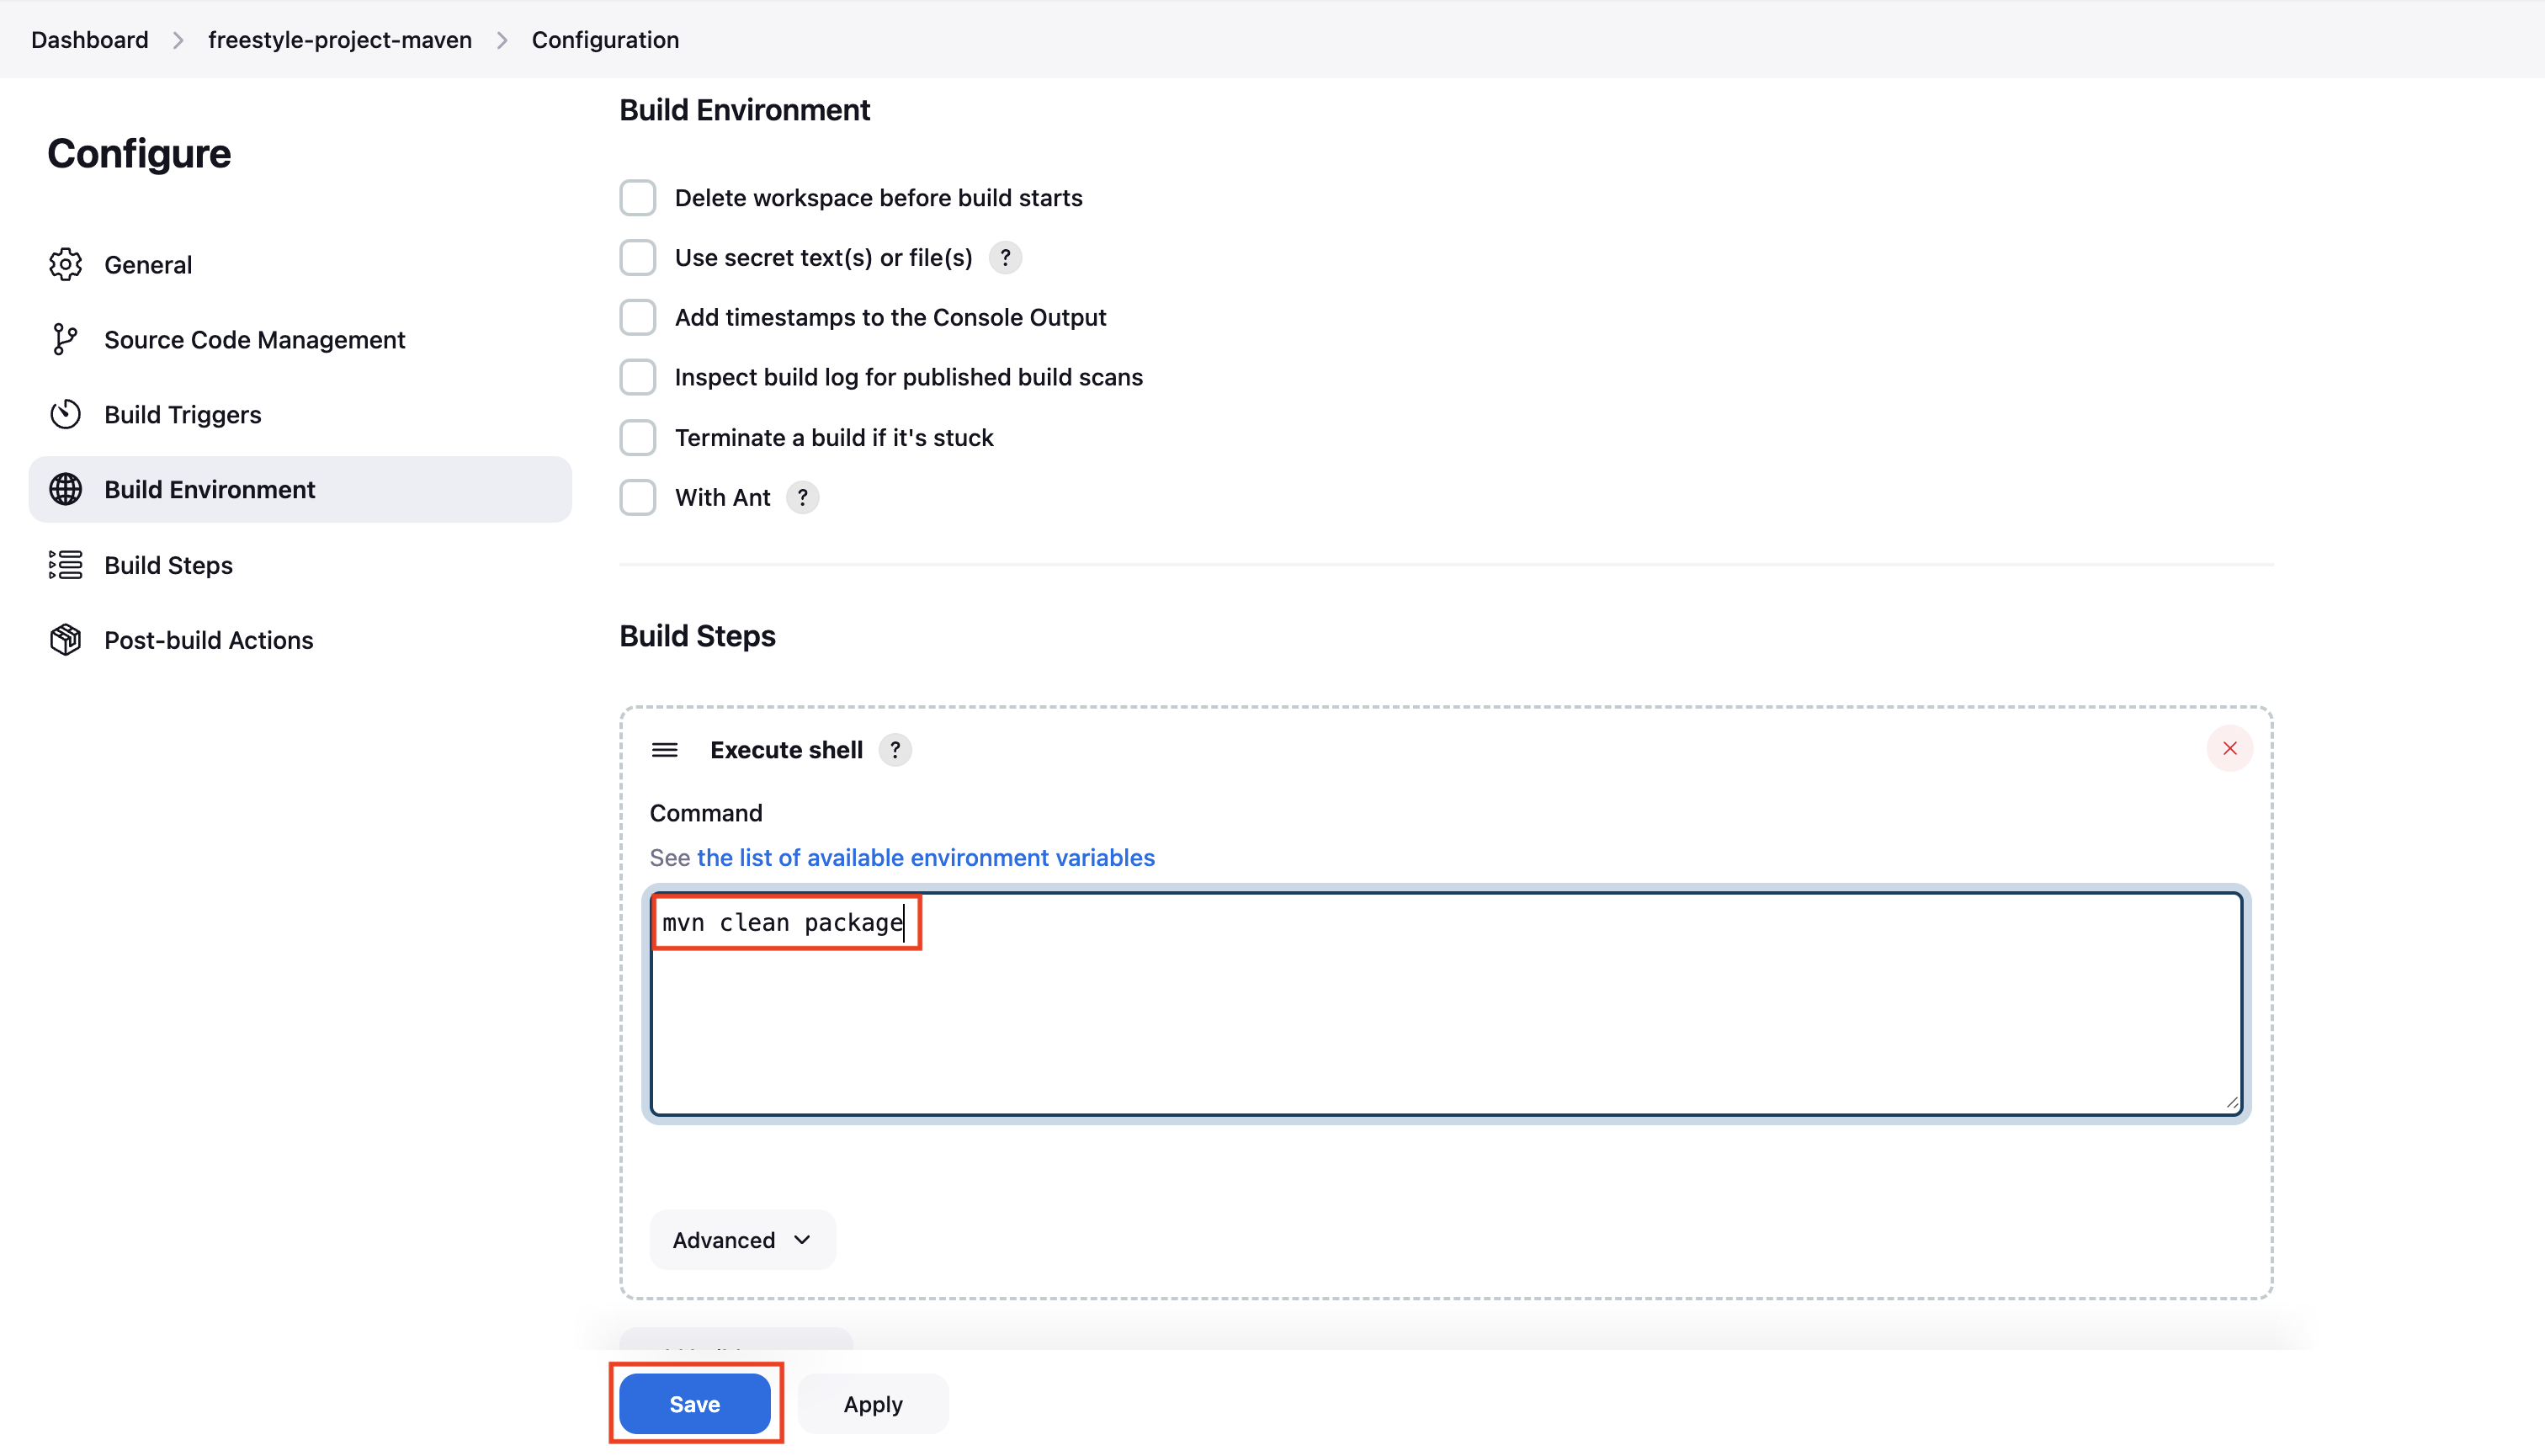 Dashboard > freestyle-project-maven > Configuration
Configure
General
Source Code Management
Build Triggers
Build Environment
Build Steps
Post-build Actions
Build Environment
Delete workspace before build starts
Use secret text(s) or file(s) ?
Add timestamps to the Console Output
Inspect build log for published build scans
Terminate a build if it's stuck
With Ant ?
Build Steps
Execute shell ?
Command
See the list of available environment variables
mvn clean package
Advanced
Save
Apply